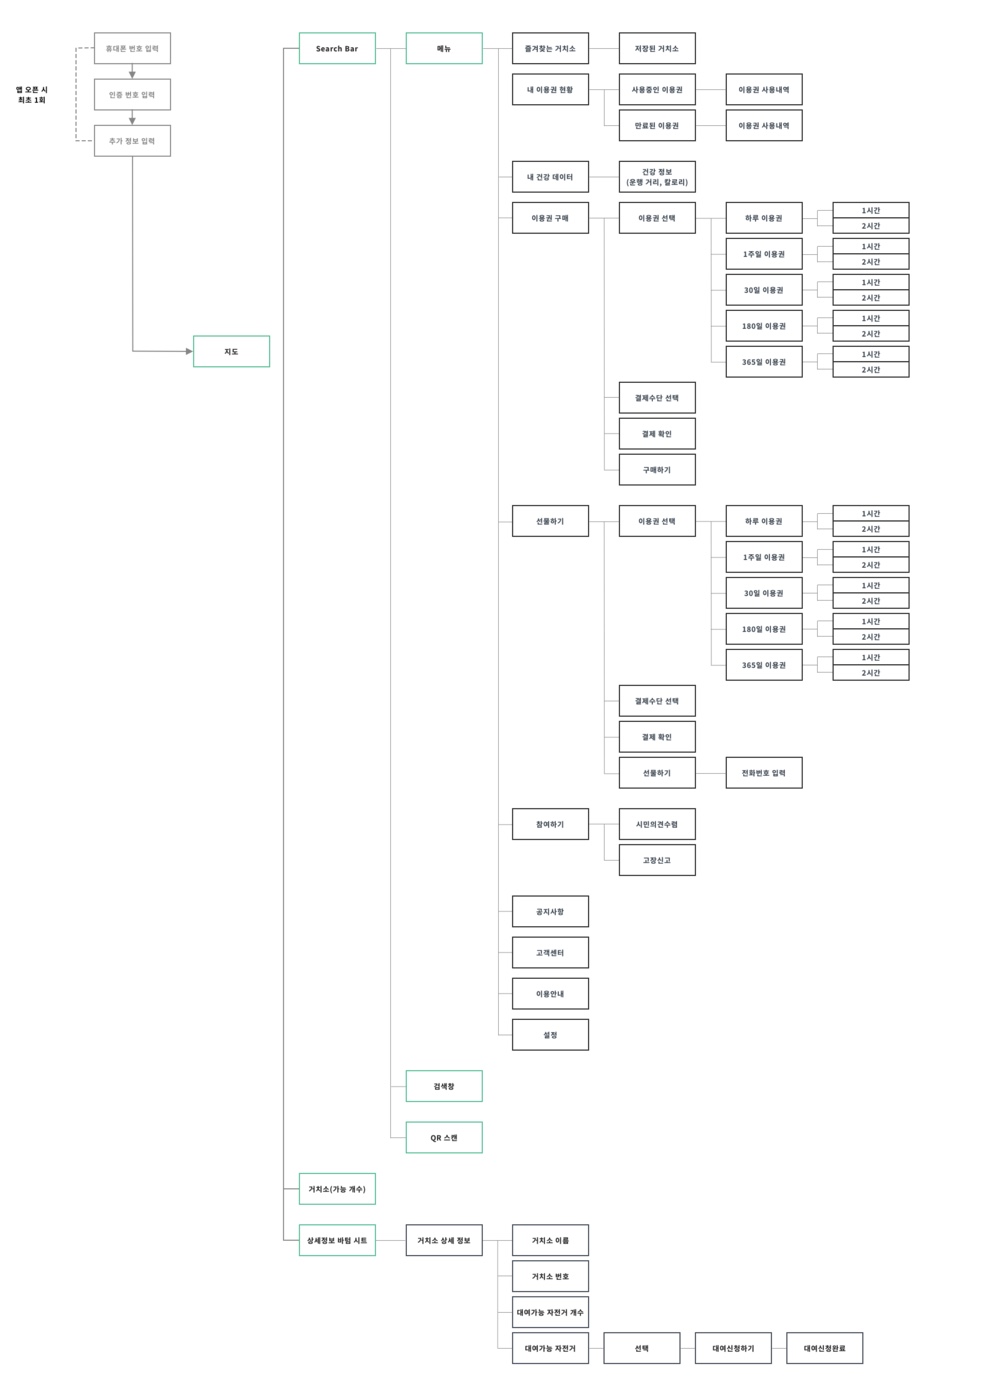 앱 오픈 시
최초 1회
휴대폰 번호 입력
인증 번호 입력
추가 정보 입력
지도
Search Bar
메뉴
즐겨찾는 거치소
저장된 거치소
내 이용권 현황
사용중인 이용권
이용권 사용내역
만료된 이용권
이용권 사용내역
내 건강 데이터
건강 정보
(운행 거리, 칼로리)
이용권 구매
이용권 선택
하루 이용권
1시간
2시간
1주일 이용권
1시간
2시간
30일 이용권
1시간
2시간
180일 이용권
1시간
2시간
365일 이용권
1시간
2시간
결제수단 선택
결제 확인
구매하기
선물하기
이용권 선택
하루 이용권
1시간
2시간
1주일 이용권
1시간
2시간
30일 이용권
1시간
2시간
180일 이용권
1시간
2시간
365일 이용권
1시간
2시간
결제수단 선택
결제 확인
선물하기
전화번호 입력
참여하기
시민의견수렴
고장신고
공지사항
고객센터
이용안내
설정
검색창
QR 스캔
거치소(가능 개수)
상세정보 바텀 시트
거치소 상세 정보
거치소 이름
거치소 번호
대여가능 자전거 개수
대여가능 자전거
선택
대여신청하기
대여신청완료